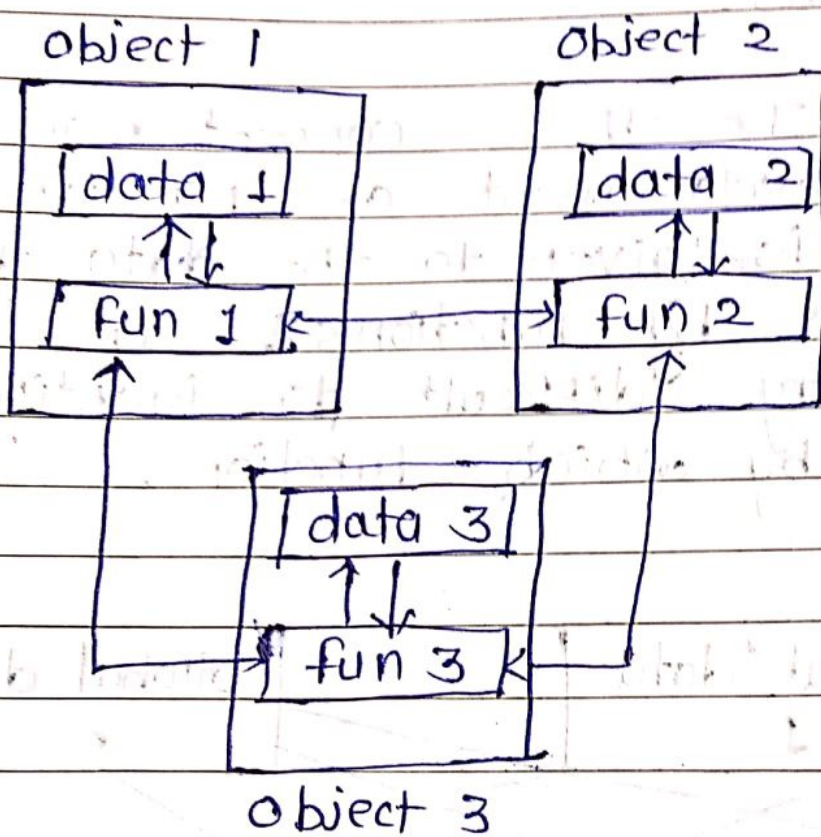 Object 1
Object 2
data 1
data 2
fun 1
fun 2
data 3
fun 3
Object 3